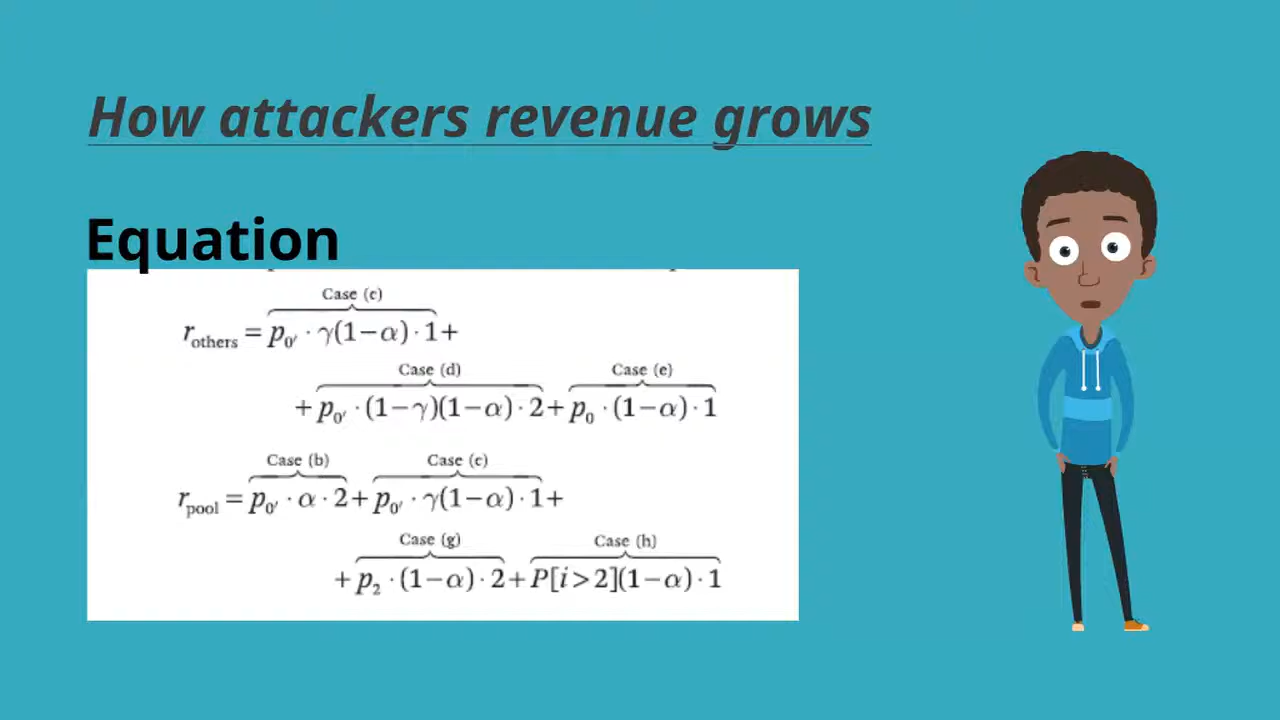 How attackers revenue grows
Equation
Case (c)
r_others = p_0′ · γ(1−α) · 1+
Case (d) Case (e)
+ p_0′ · (1−γ)(1−α) · 2 + p_0 · (1−α) · 1
Case (b) Case (c)
r_pool = p_0′ · α · 2 + p_0′ · γ(1−α) · 1+
Case (g) Case (h)
+ p_2 · (1−α) · 2 + P[i>2](1−α) · 1